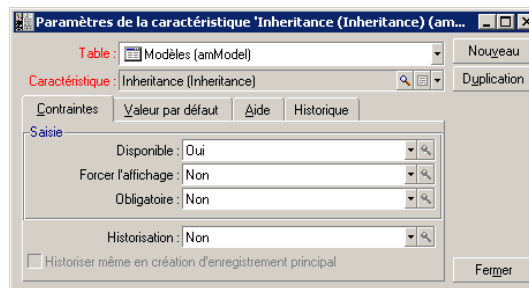 Paramètres de la caractéristique 'Inheritance (Inheritance) (am...
Table : Modèles (amModel) Nouveau
Caractéristique : Inheritance (Inheritance) Duplication
Contraintes Valeur par défaut Aide Historique
Saisie
Disponible : Oui
Forcer l'affichage : Non
Obligatoire : Non
Historisation : Non
Historiser même en création d'enregistrement principal
Fermer